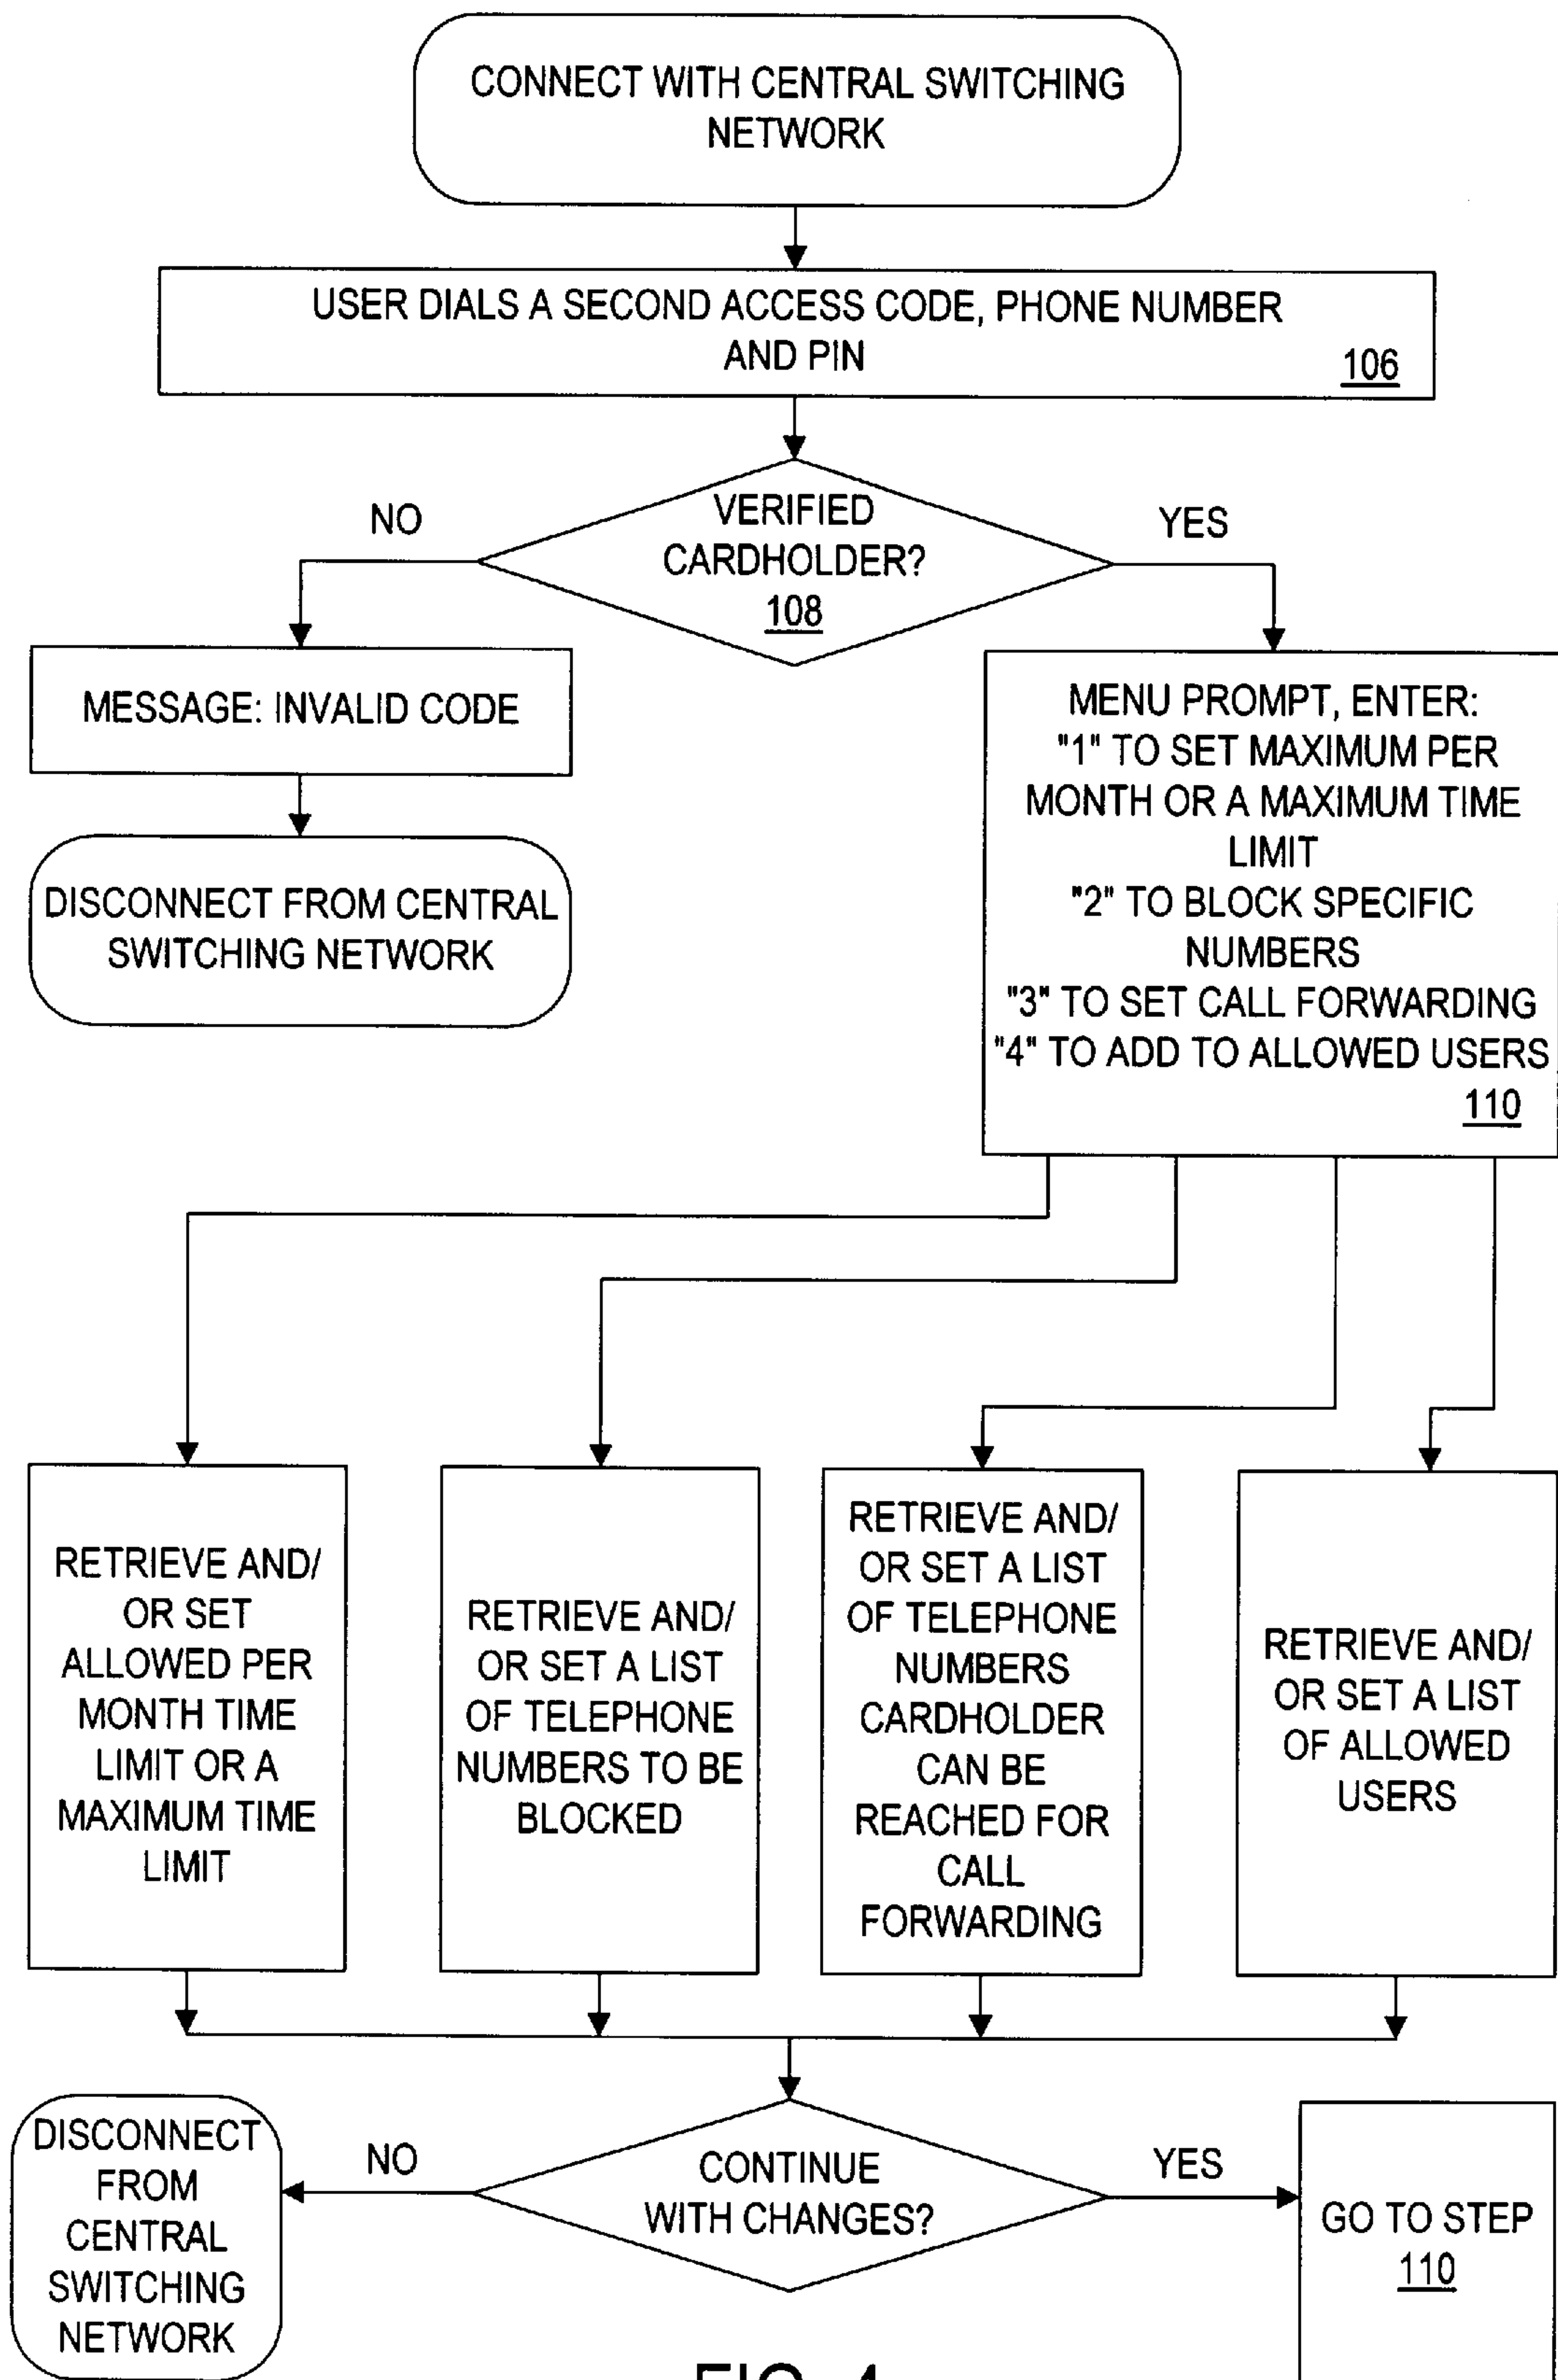 CONNECT WITH CENTRAL SWITCHING
NETWORK
USER DIALS A SECOND ACCESS CODE, PHONE NUMBER
AND PIN
106
NO
VERIFIED
CARDHOLDER?
108
YES
MESSAGE: INVALID CODE
DISCONNECT FROM CENTRAL
SWITCHING NETWORK
MENU PROMPT, ENTER:
"1" TO SET MAXIMUM PER
MONTH OR A MAXIMUM TIME
LIMIT
"2" TO BLOCK SPECIFIC
NUMBERS
"3" TO SET CALL FORWARDING
"4" TO ADD TO ALLOWED USERS
110
RETRIEVE AND/
OR SET
ALLOWED PER
MONTH TIME
LIMIT OR A
MAXIMUM TIME
LIMIT
RETRIEVE AND/
OR SET A LIST
OF TELEPHONE
NUMBERS TO BE
BLOCKED
RETRIEVE AND/
OR SET A LIST
OF TELEPHONE
NUMBERS
CARDHOLDER
CAN BE
REACHED FOR
CALL
FORWARDING
RETRIEVE AND/
OR SET A LIST
OF ALLOWED
USERS
DISCONNECT
FROM
CENTRAL
SWITCHING
NETWORK
NO
CONTINUE
WITH CHANGES?
YES
GO TO STEP
110
FIG. 4